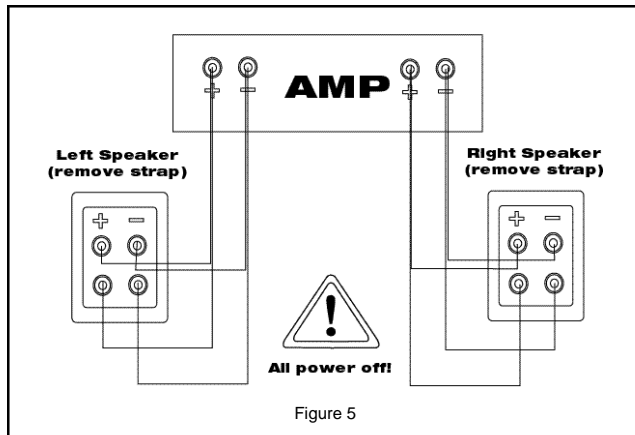 AMP
+ −
+ −
Left Speaker
(remove strap)
Right Speaker
(remove strap)
+ −
+ −
!
All power off!
Figure 5